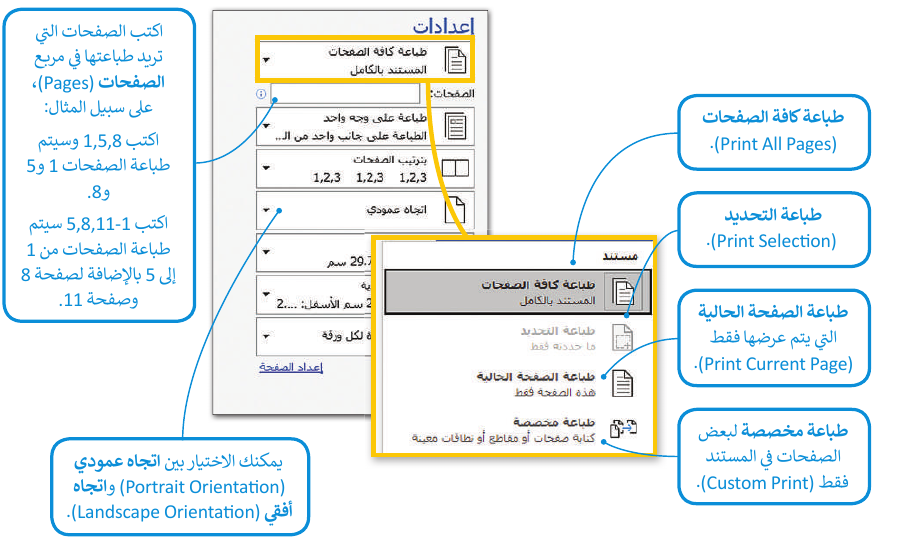 اكتب الصفحات التي
تريد طباعتها في مربع
الصفحات (Pages)،
على سبيل المثال:
اكتب 1,5,8 وسيتم
طباعة الصفحات 1 و5
و8.
اكتب 1-5,8,11 سيتم
طباعة الصفحات من 1
إلى 5 بالإضافة لصفحة 8
وصفحة 11.
إعدادات
طباعة كافة الصفحات
المستند بالكامل
الصفحات:
طباعة على وجه واحد
الطباعة على جانب واحد من الـ...
بترتيب الصفحات
1,2,3 1,2,3 1,2,3
اتجاه عمودي
29.7 سم
سم الأسفل: ....2
ة لكل ورقة
إعداد الصفحة
مستند
طباعة كافة الصفحات
المستند بالكامل
طباعة التحديد
ما حددته فقط
طباعة الصفحة الحالية
هذه الصفحة فقط
طباعة مخصصة
كتابة صفحات أو مقاطع أو نطاقات معينة
طباعة كافة الصفحات
(Print All Pages).
طباعة التحديد
(Print Selection).
طباعة الصفحة الحالية
التي يتم عرضها فقط
(Print Current Page).
طباعة مخصصة لبعض
الصفحات في المستند
فقط (Custom Print).
يمكنك الاختيار بين اتجاه عمودي
(Portrait Orientation) واتجاه
أفقي (Landscape Orientation).